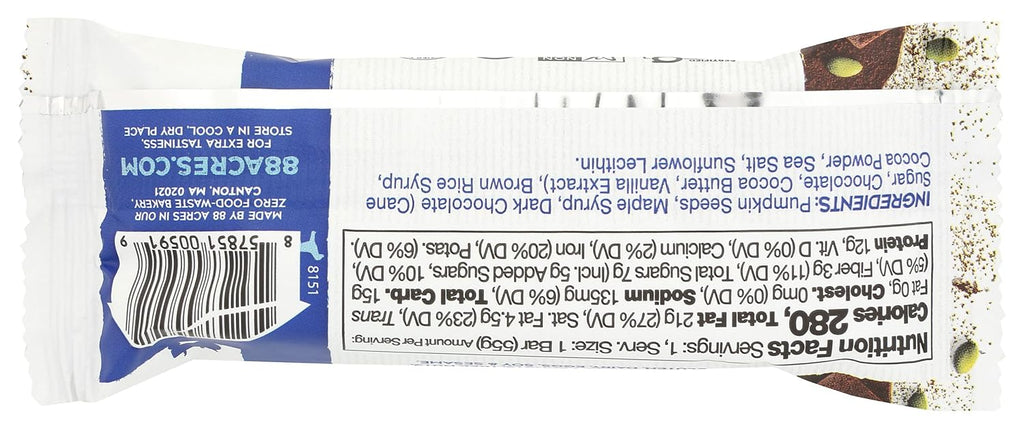 Nutrition Facts Servings: 1, Serv. Size: 1 Bar (55g) (Amount Per Serving:
Calories 280, Total Fat 21g (27% DV), Sat. Fat 4.5g (23% DV), Trans
Fat 0g, Cholest. 0mg (0% DV), Sodium 135mg (6% DV), Total Carb. 15g
(5% DV), Fiber 3g (11% DV), Total Sugars 7g (Incl. 5g Added Sugars, 10% DV),
Protein 12g, Vit. D (0% DV), Calcium (2% DV), Iron (20% DV), Potas. (6% DV).
INGREDIENTS: Pumpkin Seeds, Maple Syrup, Dark Chocolate (Cane
Sugar, Chocolate, Cocoa Butter, Vanilla Extract), Brown Rice Syrup,
Cocoa Powder, Sea Salt, Sunflower Lecithin.
8151
8 57851 00591 9
MADE BY 88 ACRES IN OUR
ZERO FOOD-WASTE BAKERY.
CANTON, MA 02021
88ACRES.COM
FOR EXTRA TASTINESS,
STORE IN A COOL, DRY PLACE